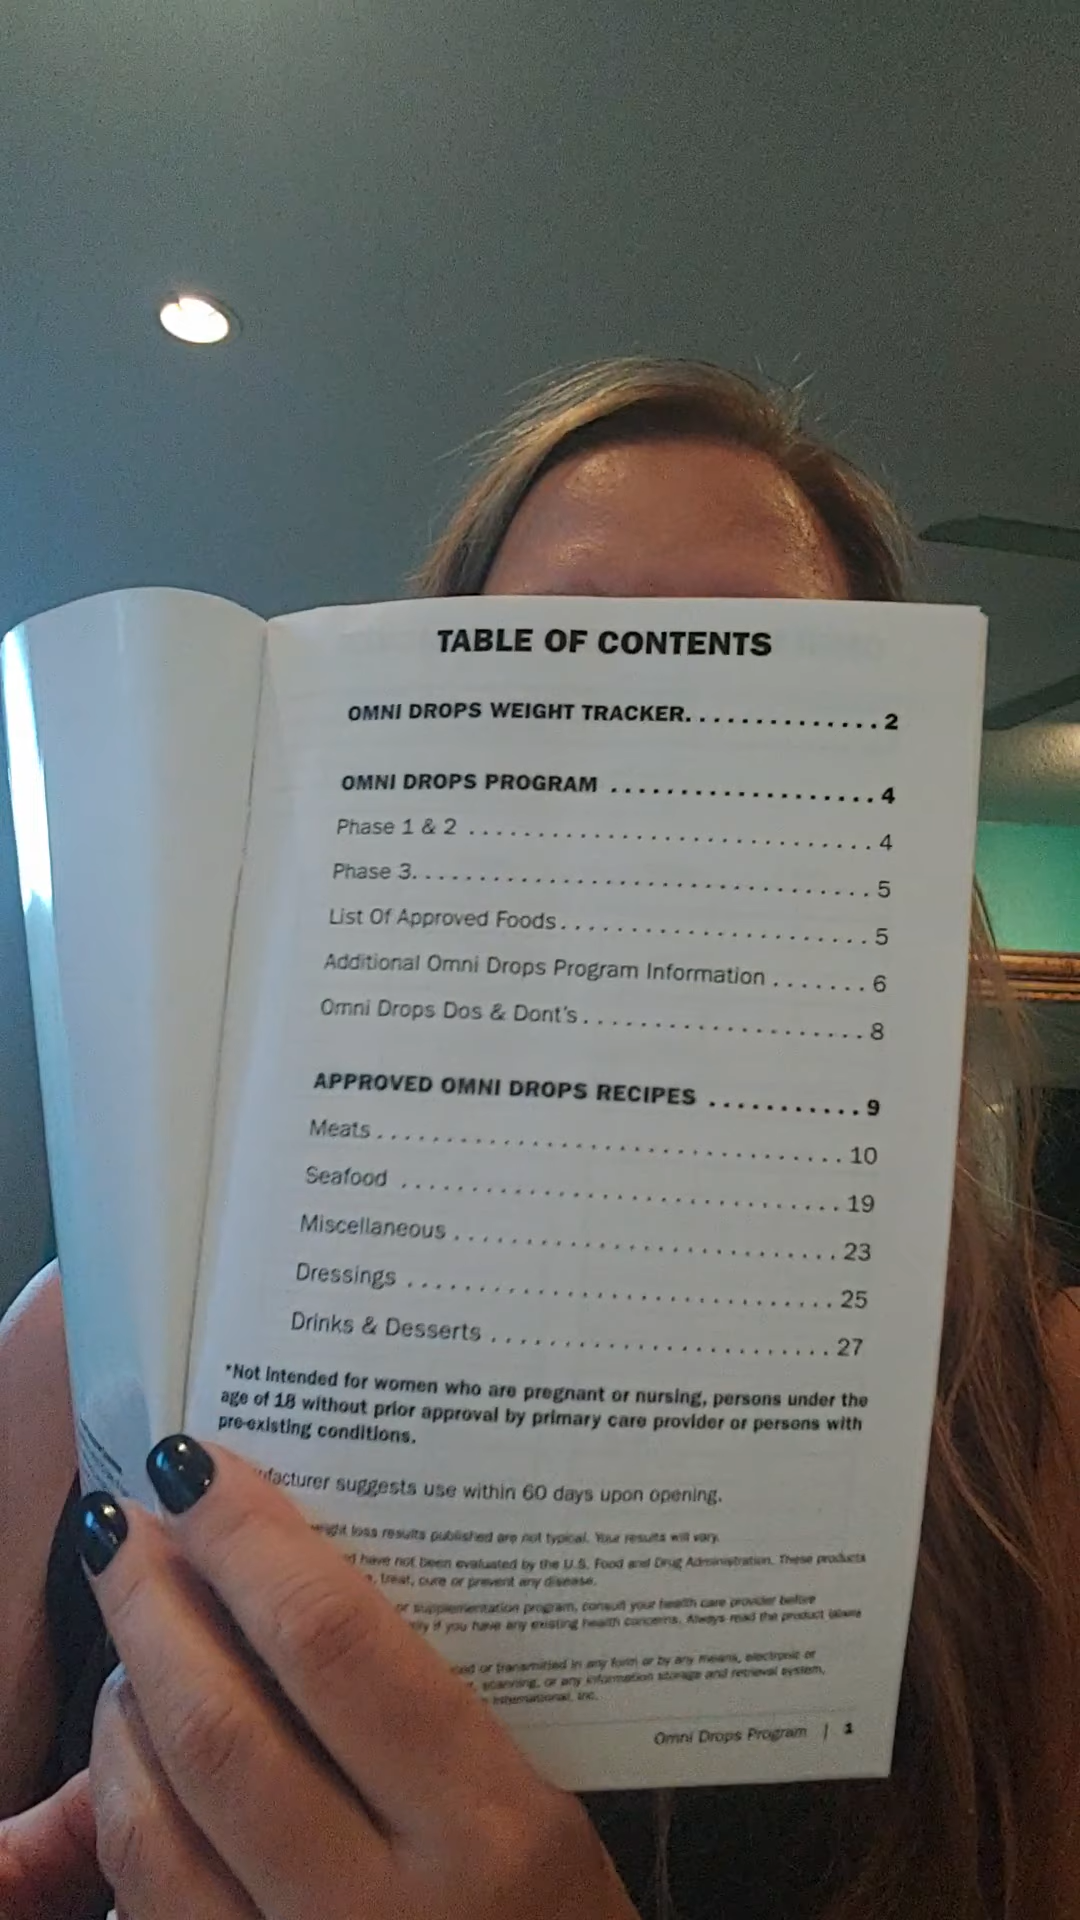 TABLE OF CONTENTS
OMNI DROPS WEIGHT TRACKER..............2
OMNI DROPS PROGRAM ...................4
Phase 1 & 2 .............................4
Phase 3................................5
List Of Approved Foods......................5
Additional Omni Drops Program Information .......6
Omni Drops Dos & Dont's....................8
APPROVED OMNI DROPS RECIPES ...........9
Meats .................................10
Seafood ...............................19
Miscellaneous ...........................23
Dressings ..............................25
Drinks & Desserts ........................27
*Not intended for women who are pregnant or nursing, persons under the
age of 18 without prior approval by primary care provider or persons with
pre-existing conditions.
suggests use within 60 days upon opening.
loss results published are not typical. Your results will vary.
have not been evaluated by the U.S. Food and Drug Administration. These products
treat, cure or prevent any disease.
or supplementation program, consult your health care provider before
if you have any existing health concerns. Always read the product labels
or transmitted in any form or by any means, electronic or
scanning, or any information storage and retrieval system,
International, Inc.
Omni Drops Program | 1